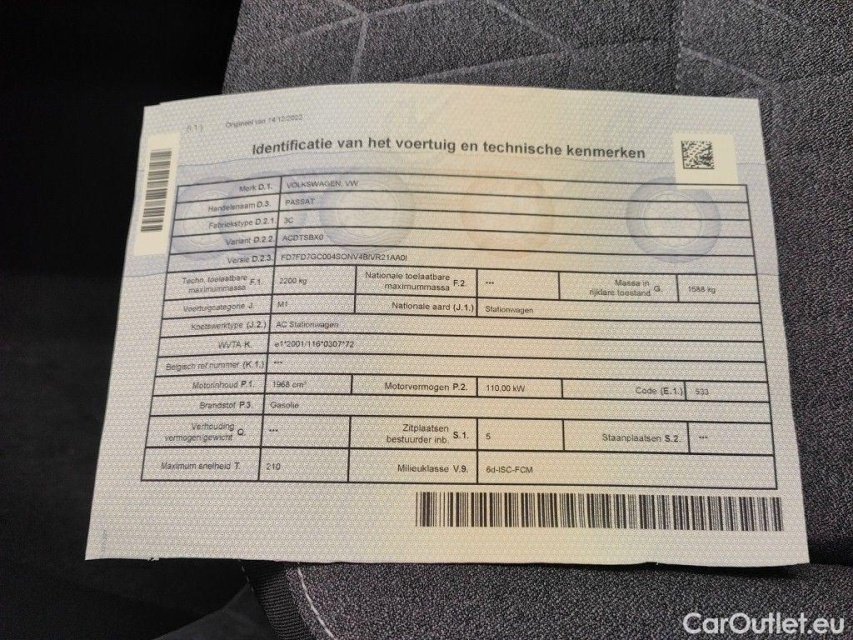 Origineel van 14/12/2022
Identificatie van het voertuig en technische kenmerken
Merk D.1. VOLKSWAGEN, VW
Handelsnaam D.3. PASSAT
Fabriekstype D.2.1. 3C
Variant D.2.2. ACDTSBX0
Versie D.2.3. FD7FD7GC004SONV4BIVR21AA0I
Techn. toelaatbare maximummassa F.1. 2200 kg Nationale toelaatbare maximummassa F.2. --- Massa in rijklare toestand G. 1588 kg
Voertuigcategorie J. M1 Nationale aard (J.1.) Stationwagen
Koetswerktype (J.2.) AC Stationwagen
WVTA K. e1*2001/116*0307*72
Belgisch ref nummer (K.1.) ---
Motorinhoud P.1. 1968 cm³ Motorvermogen P.2. 110,00 kW Code (E.1.) 533
Brandstof P.3. Gasolie
Verhouding vermogen/gewicht Q. --- Zitplaatsen bestuurder inb. S.1. 5 Staanplaatsen S.2. ---
Maximum snelheid T. 210 Milieuklasse V.9. 6d-ISC-FCM
CarOutlet.eu